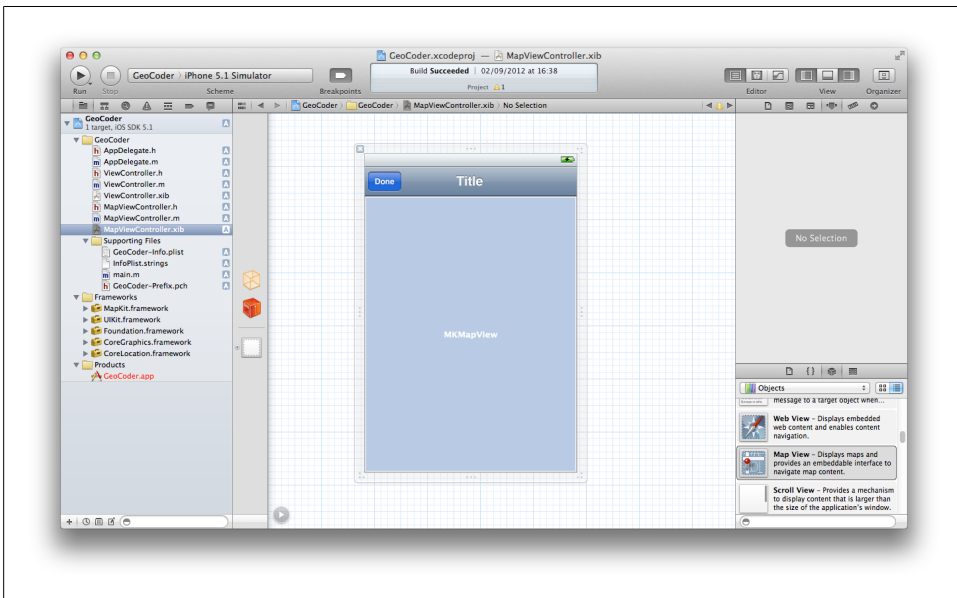 GeoCoder.xcodeproj — MapViewController.xib
Run
Stop
GeoCoder
iPhone 5.1 Simulator
Scheme
Breakpoints
Build Succeeded | 02/09/2012 at 16:38
Project 1
Editor
View
Organizer
GeoCoder
GeoCoder
MapViewController.xib
No Selection
GeoCoder
1 target, iOS SDK 5.1
A
GeoCoder
h AppDelegate.h A
m AppDelegate.m A
h ViewController.h A
m ViewController.m A
ViewController.xib A
h MapViewController.h A
m MapViewController.m A
MapViewController.xib A
Supporting Files
GeoCoder-Info.plist A
InfoPlist.strings A
m main.m A
h GeoCoder-Prefix.pch A
Frameworks
MapKit.framework
UIKit.framework
Foundation.framework
CoreGraphics.framework
CoreLocation.framework
Products
GeoCoder.app
Done
Title
MKMapView
No Selection
{}
Objects
message to a target object when...
Web View – Displays embedded
web content and enables content
navigation.
Map View – Displays maps and
provides an embeddable interface to
navigate map content.
Scroll View – Provides a mechanism
to display content that is larger than
the size of the application's window.